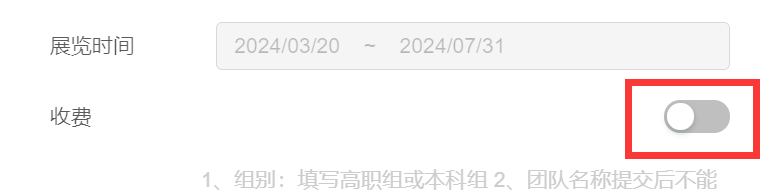 展览时间 2024/03/20 ~ 2024/07/31
收费
1、组别：填写高职组或本科组 2、团队名称提交后不能